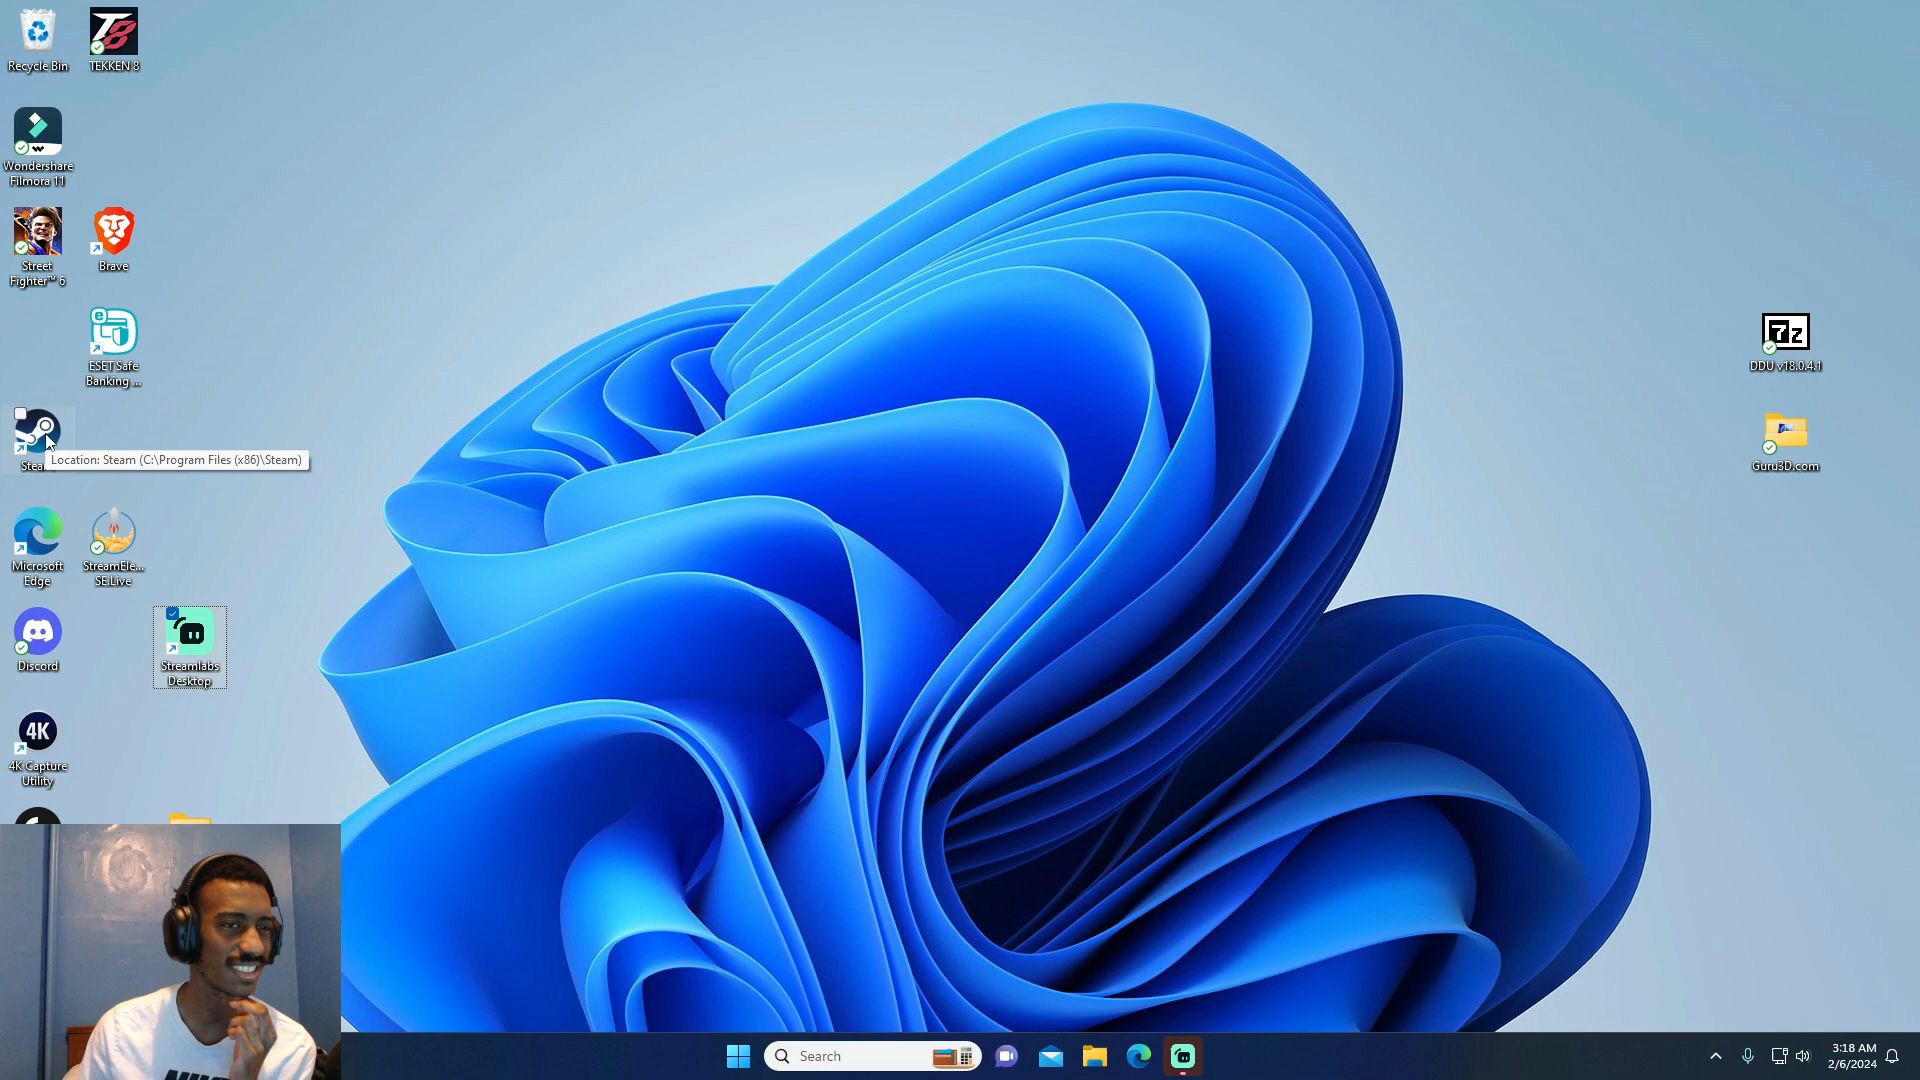 Recycle Bin
TEKKEN 8
Wondershare
Filmora 11
Street
Fighter™ 6
Brave
ESET Safe
Banking ...
Location: Steam (C:\Program Files (x86)\Steam)
Microsoft
Edge
StreamEle...
SE.Live
Discord
Streamlabs
Desktop
4K
4K Capture
Utility
7z
DDU v18.0.4.1
Guru3D.com
Search
3:18 AM
2/6/2024